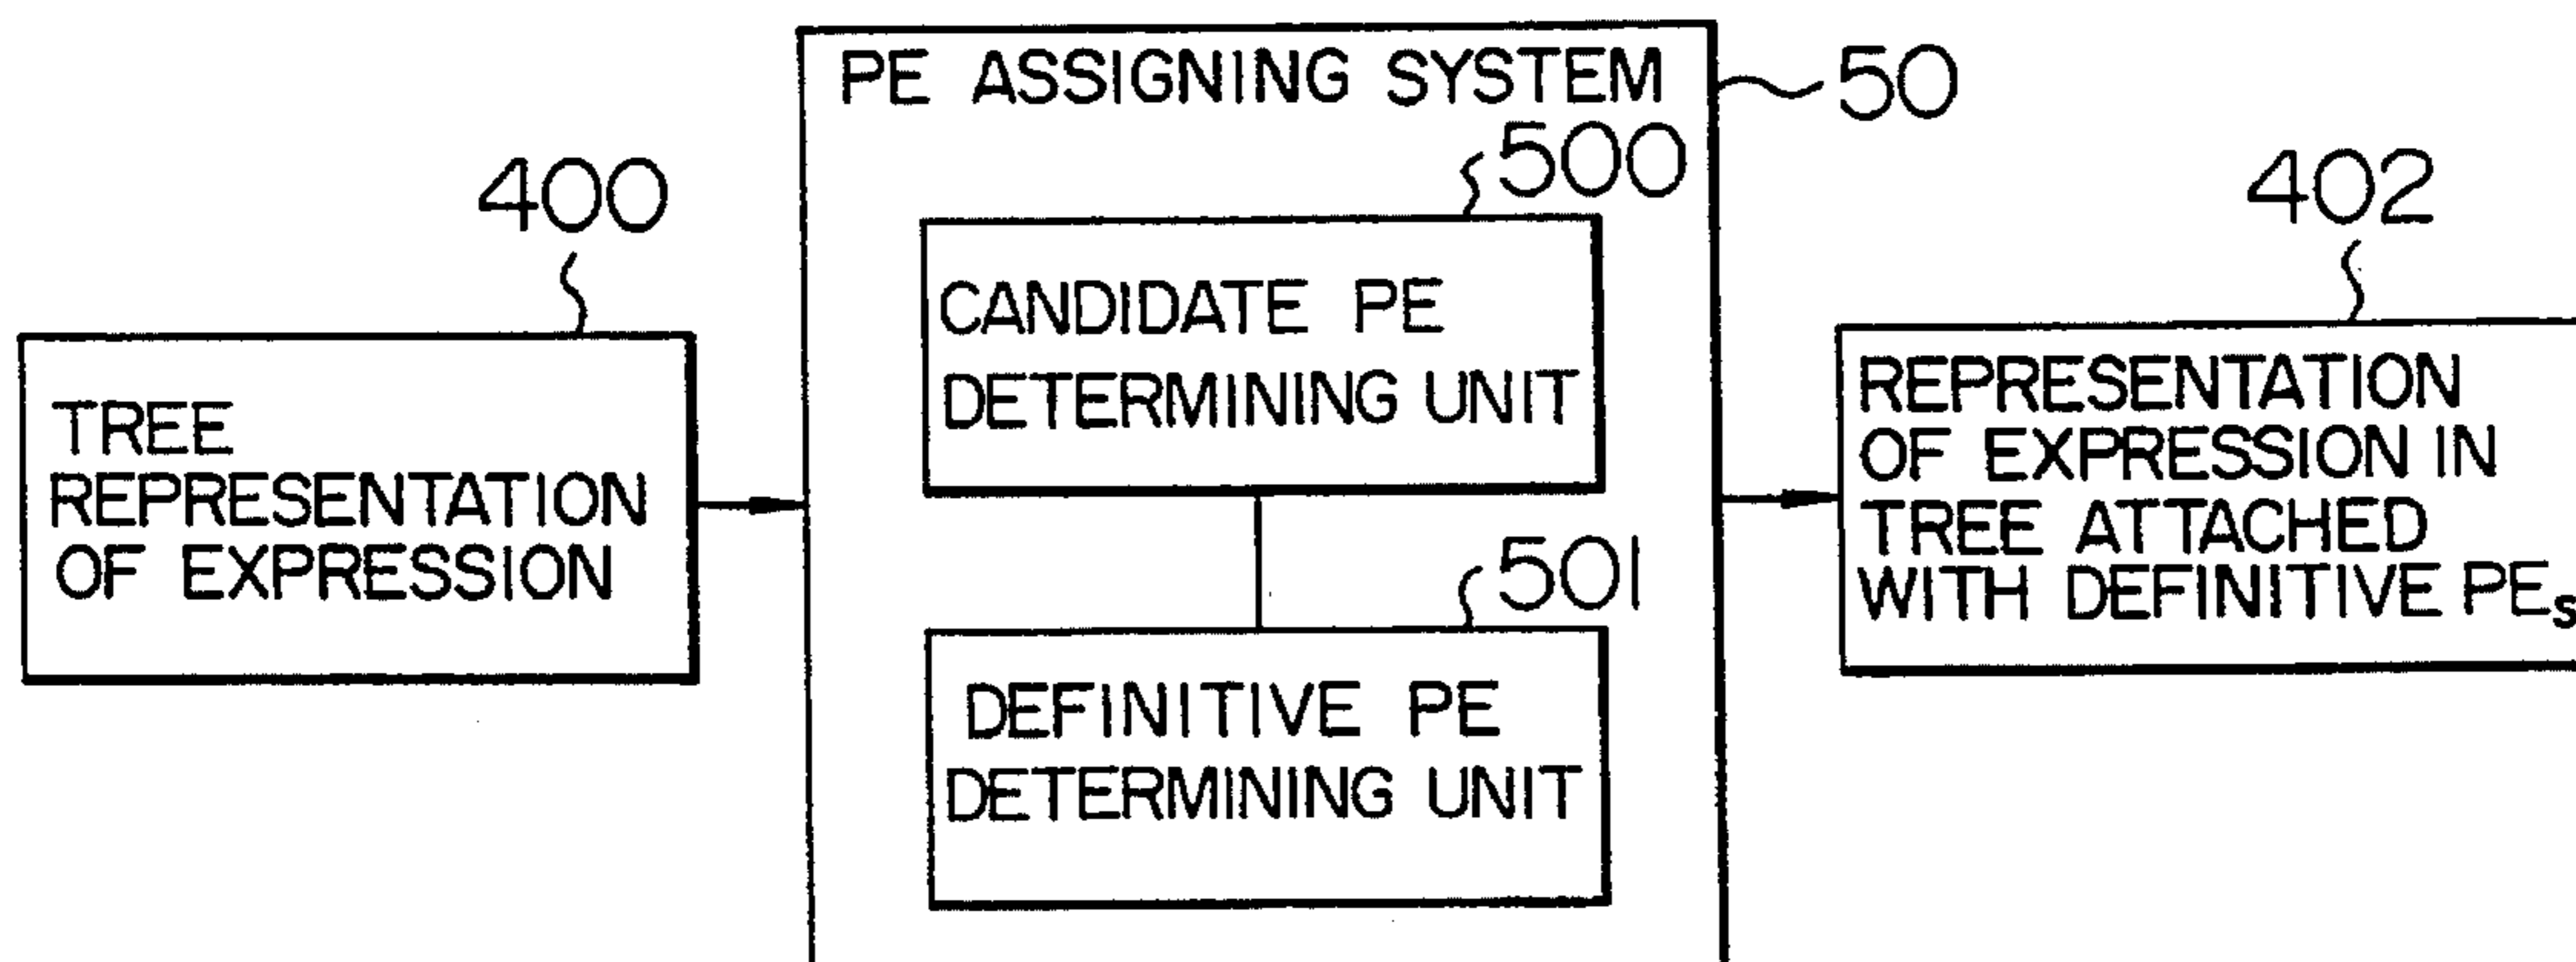 PE ASSIGNING SYSTEM
50
400
500
402
TREE
REPRESENTATION
OF EXPRESSION
CANDIDATE PE
DETERMINING UNIT
REPRESENTATION
OF EXPRESSION IN
TREE ATTACHED
WITH DEFINITIVE PEs
501
DEFINITIVE PE
DETERMINING UNIT